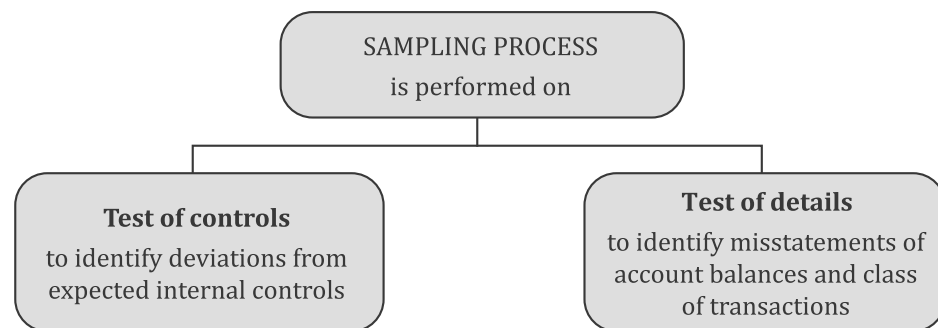 SAMPLING PROCESS
is performed on
Test of controls
to identify deviations from
expected internal controls
Test of details
to identify misstatements of
account balances and class
of transactions